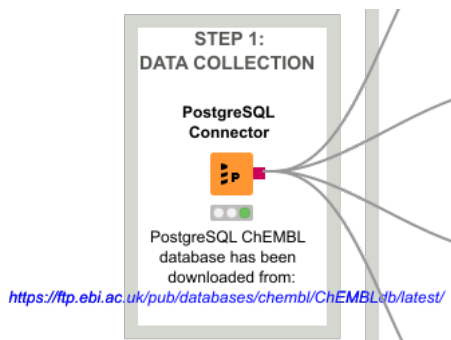 STEP 1:
DATA COLLECTION
PostgreSQL
Connector
P
PostgreSQL ChEMBL
database has been
downloaded from:
https://ftp.ebi.ac.uk/pub/databases/chembl/ChEMBLdb/latest/